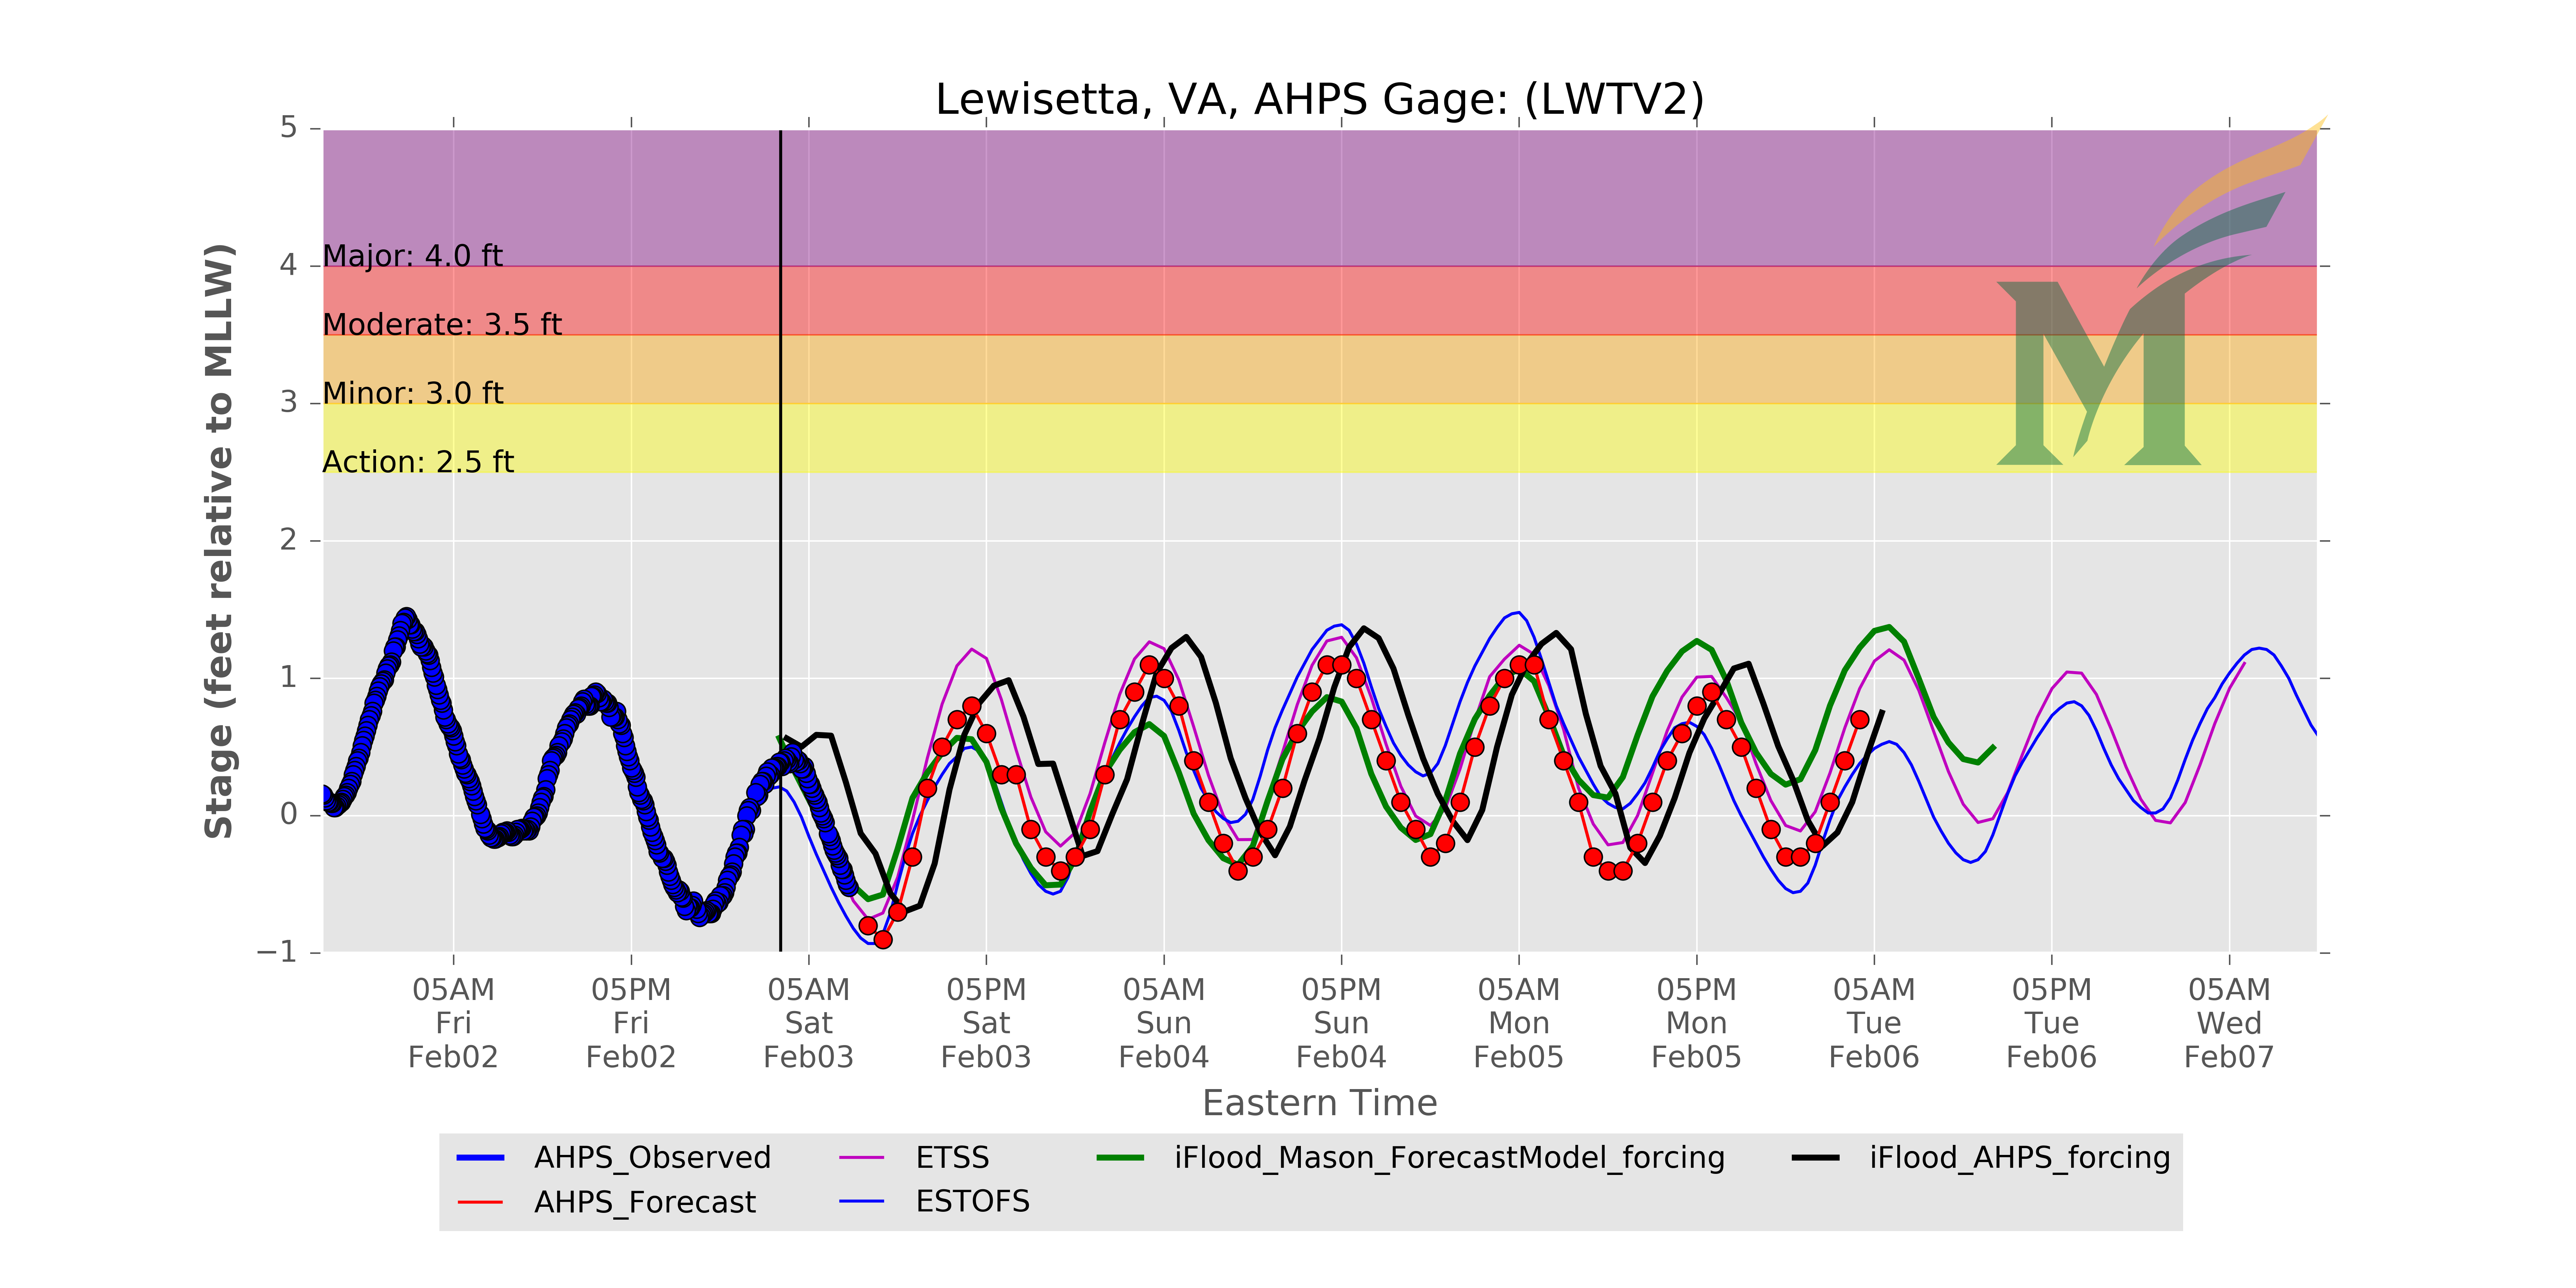 Lewisetta, VA, AHPS Gage: (LWTV2)
Stage (feet relative to MLLW)
5
4
3
2
1
0
−1
Major: 4.0 ft
Moderate: 3.5 ft
Minor: 3.0 ft
Action: 2.5 ft
M
05AM 05PM 05AM 05PM 05AM 05PM 05AM 05PM 05AM 05PM 05AM
Fri Fri Sat Sat Sun Sun Mon Mon Tue Tue Wed
Feb02 Feb02 Feb03 Feb03 Feb04 Feb04 Feb05 Feb05 Feb06 Feb06 Feb07
Eastern Time
AHPS_Observed ETSS iFlood_Mason_ForecastModel_forcing iFlood_AHPS_forcing
AHPS_Forecast ESTOFS